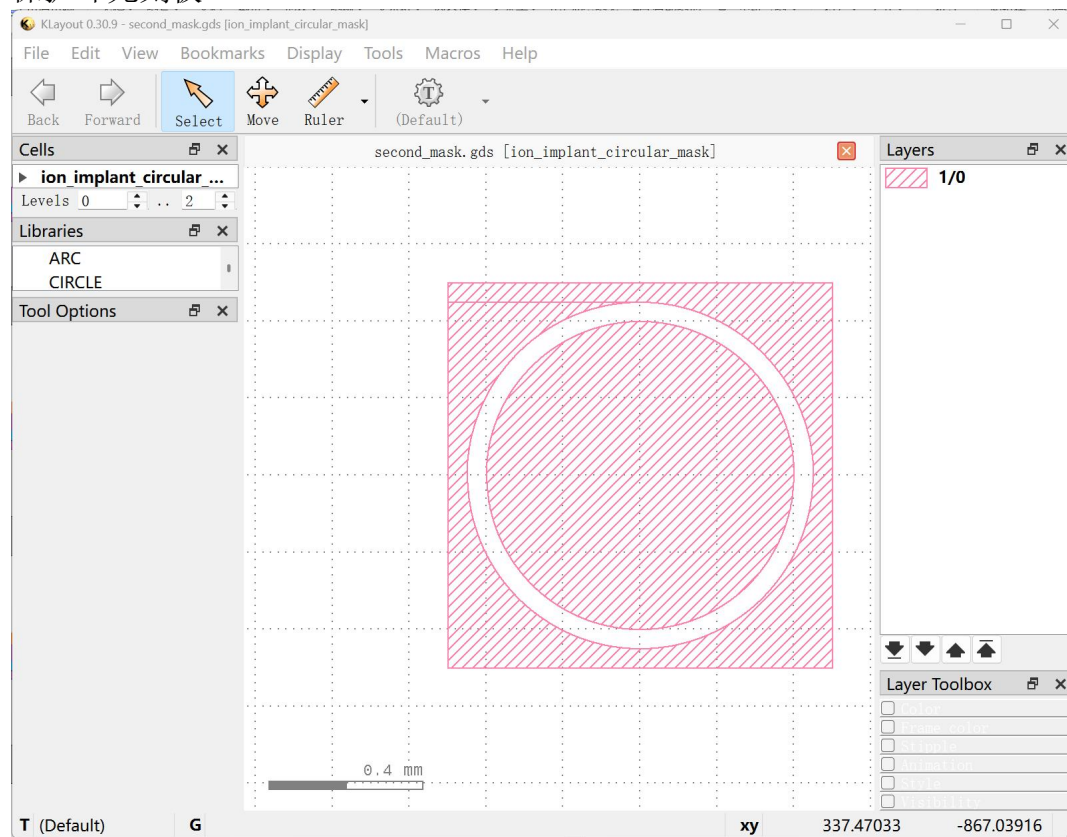 KLayout 0.30.9 - second_mask.gds [ion_implant_circular_mask]
File Edit View Bookmarks Display Tools Macros Help
Back Forward Select Move Ruler (Default)
Cells
second_mask.gds [ion_implant_circular_mask]
Layers
ion_implant_circular_...
1/0
Levels 0 .. 2
Libraries
ARC
CIRCLE
Tool Options
Layer Toolbox
Color
Frame color
Stipple
Animation
Style
Visibility
0.4 mm
T (Default) G xy 337.47033 -867.03916